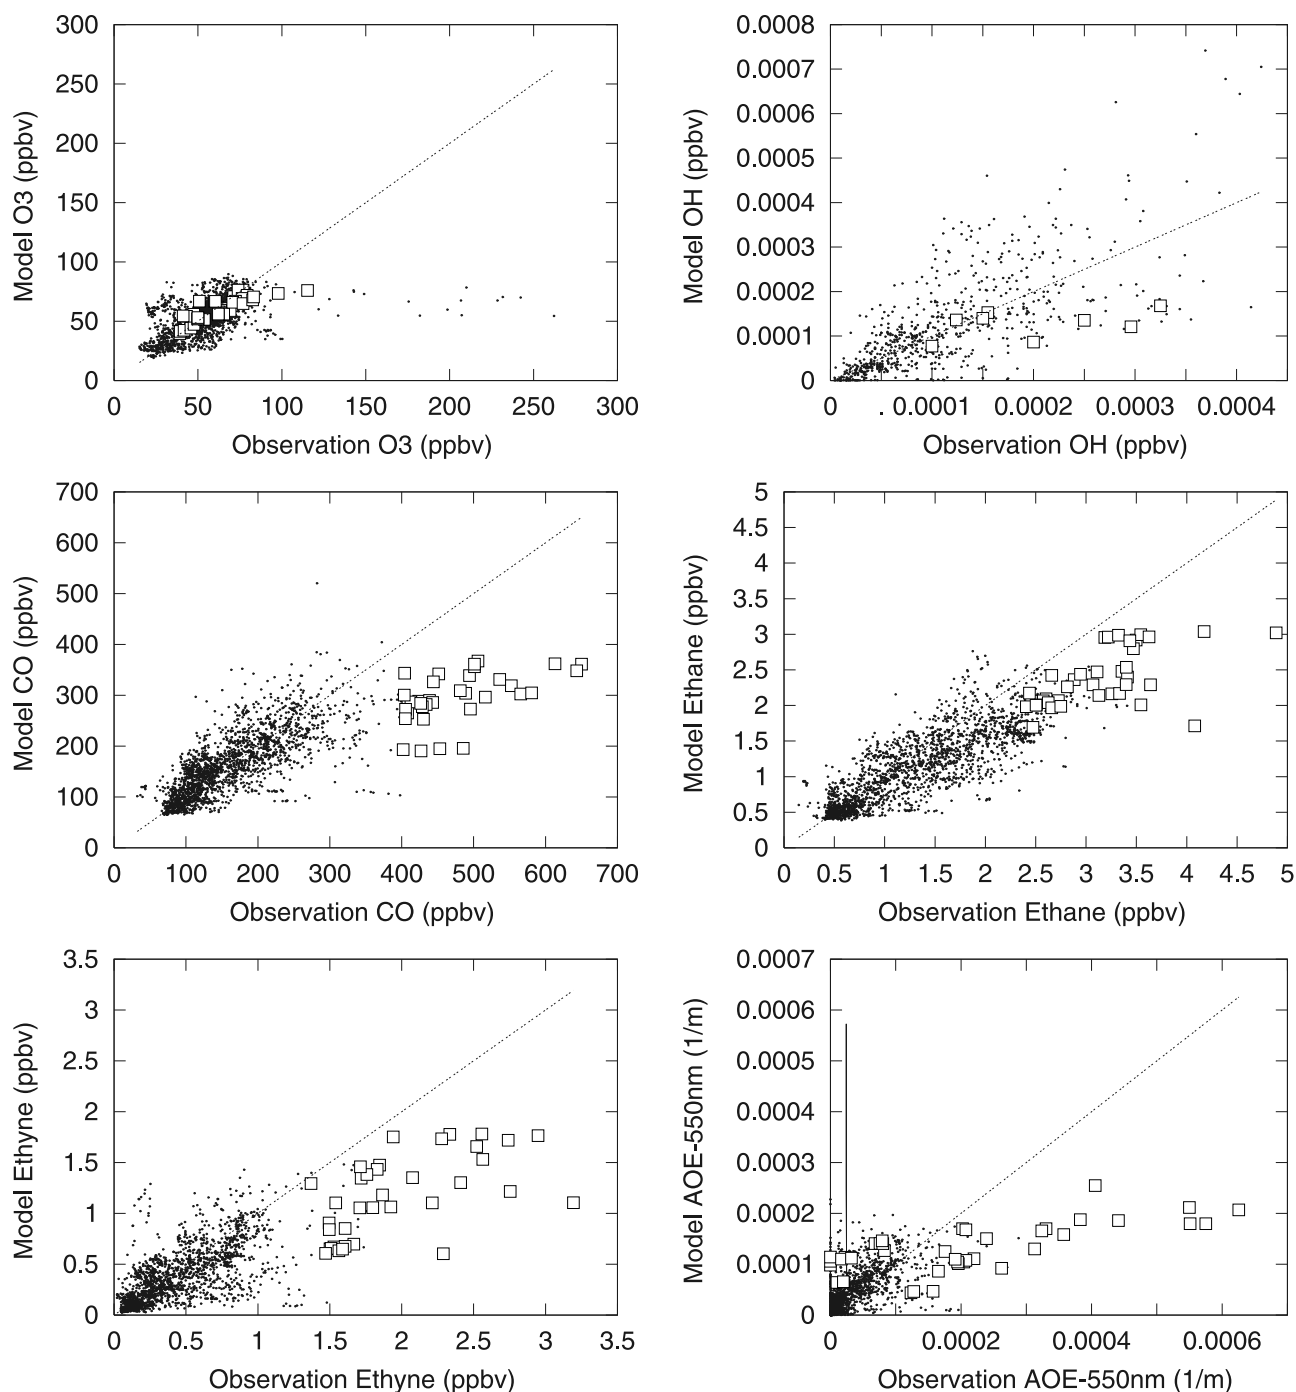 300
250
200
150
100
50
0
0 50 100 150 200 250 300
Model O3 (ppbv)
Observation O3 (ppbv)
0.0008
0.0007
0.0006
0.0005
0.0004
0.0003
0.0002
0.0001
0
0 0.0001 0.0002 0.0003 0.0004
Model OH (ppbv)
Observation OH (ppbv)
700
600
500
400
300
200
100
0
0 100 200 300 400 500 600 700
Model CO (ppbv)
Observation CO (ppbv)
5
4.5
4
3.5
3
2.5
2
1.5
1
0.5
0
0 0.5 1 1.5 2 2.5 3 3.5 4 4.5 5
Model Ethane (ppbv)
Observation Ethane (ppbv)
3.5
3
2.5
2
1.5
1
0.5
0
0 0.5 1 1.5 2 2.5 3 3.5
Model Ethyne (ppbv)
Observation Ethyne (ppbv)
0.0007
0.0006
0.0005
0.0004
0.0003
0.0002
0.0001
0
0 0.0002 0.0004 0.0006
Model AOE-550nm (1/m)
Observation AOE-550nm (1/m)